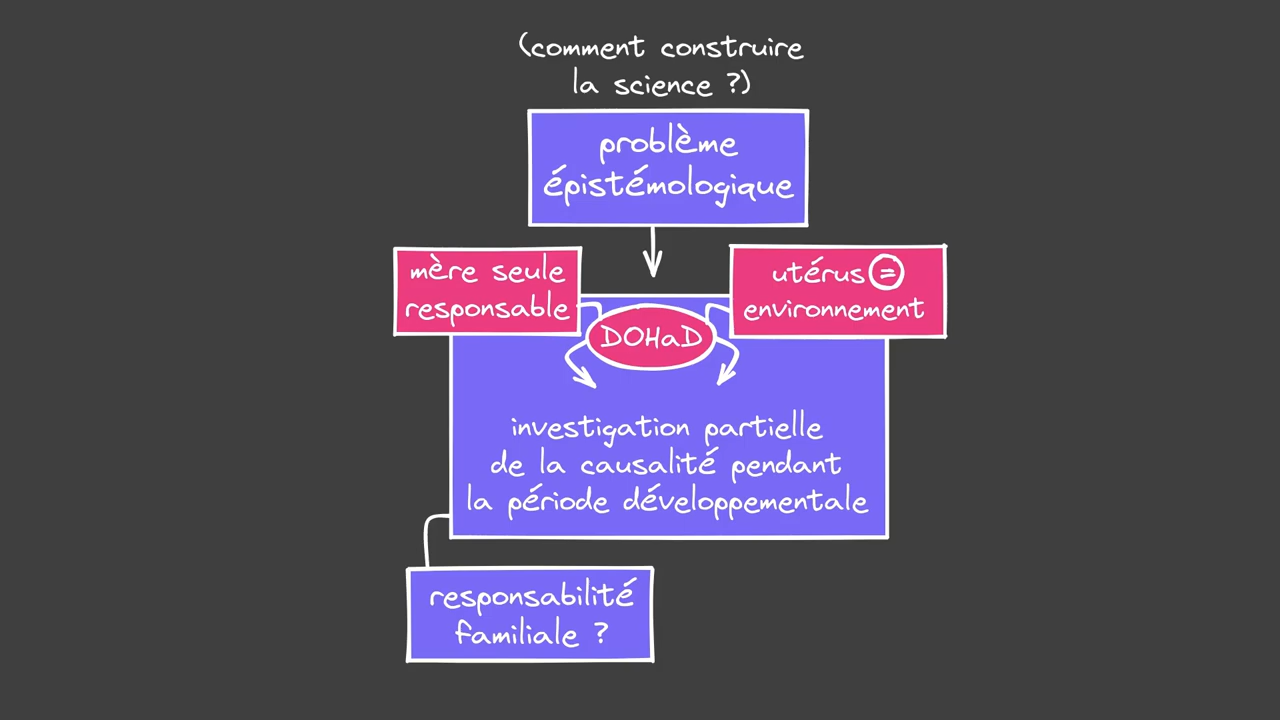 (comment construire
la science ?)
problème
épistémologique
mère seule
responsable
utérus =
environnement
DOHaD
investigation partielle
de la causalité pendant
la période développementale
responsabilité
familiale ?